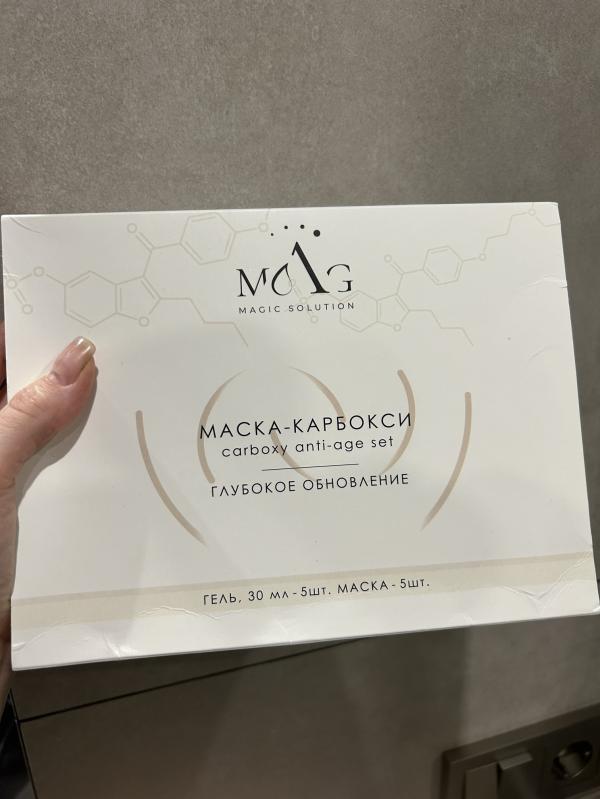 MAG
MAGIC SOLUTION
МАСКА-КАРБОКСИ
carboxy anti-age set
ГЛУБОКОЕ ОБНОВЛЕНИЕ
ГЕЛЬ, 30 МЛ - 5ШТ. МАСКА - 5ШТ.